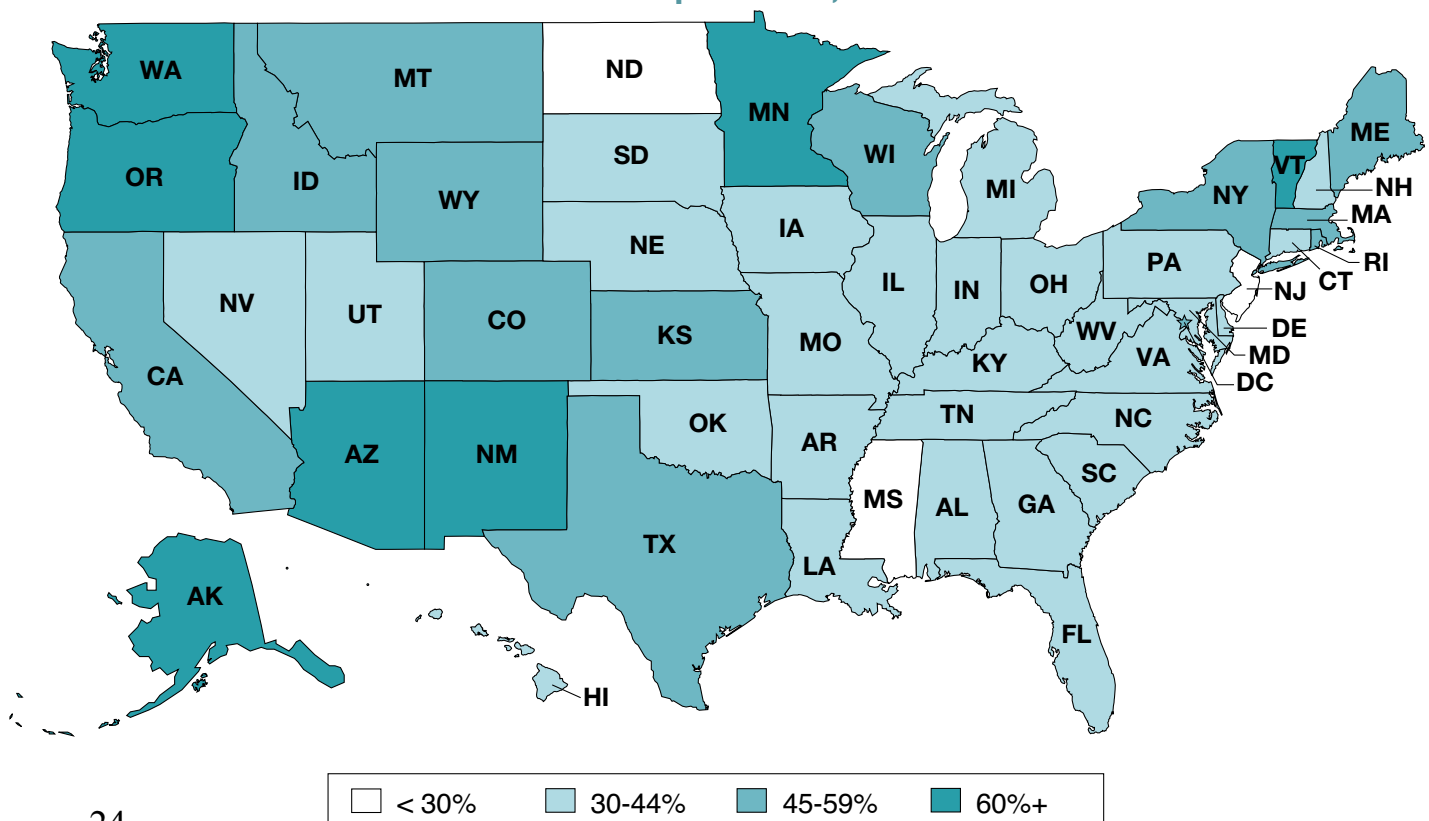 WA
MT
ND
MN
OR
ID
SD
WI
ME
WY
MI
NY
VT
NH
MA
IA
NE
PA
RI
CT
NV
UT
CO
IL
IN
OH
NJ
KS
MO
WV
DE
CA
KY
VA
MD
DC
OK
TN
NC
AZ
NM
AR
SC
MS
AL
GA
TX
LA
AK
FL
HI
< 30%
30-44%
45-59%
60%+